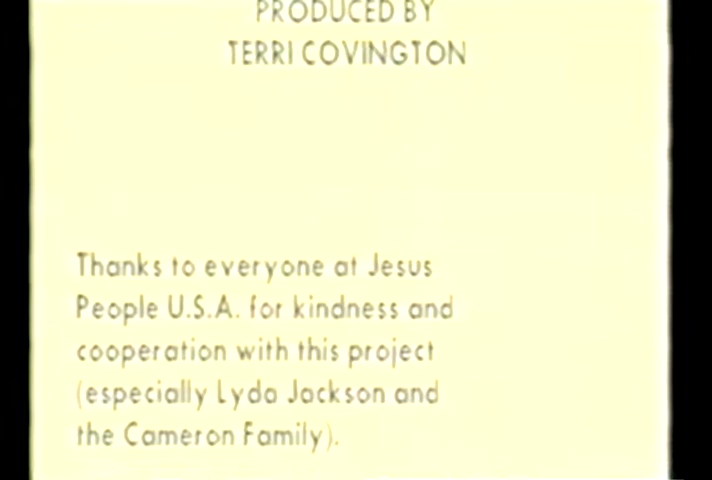 PRODUCED BY
TERRI COVINGTON
Thanks to everyone at Jesus
People U.S.A. for kindness and
cooperation with this project
(especially Lyda Jackson and
the Cameron Family).